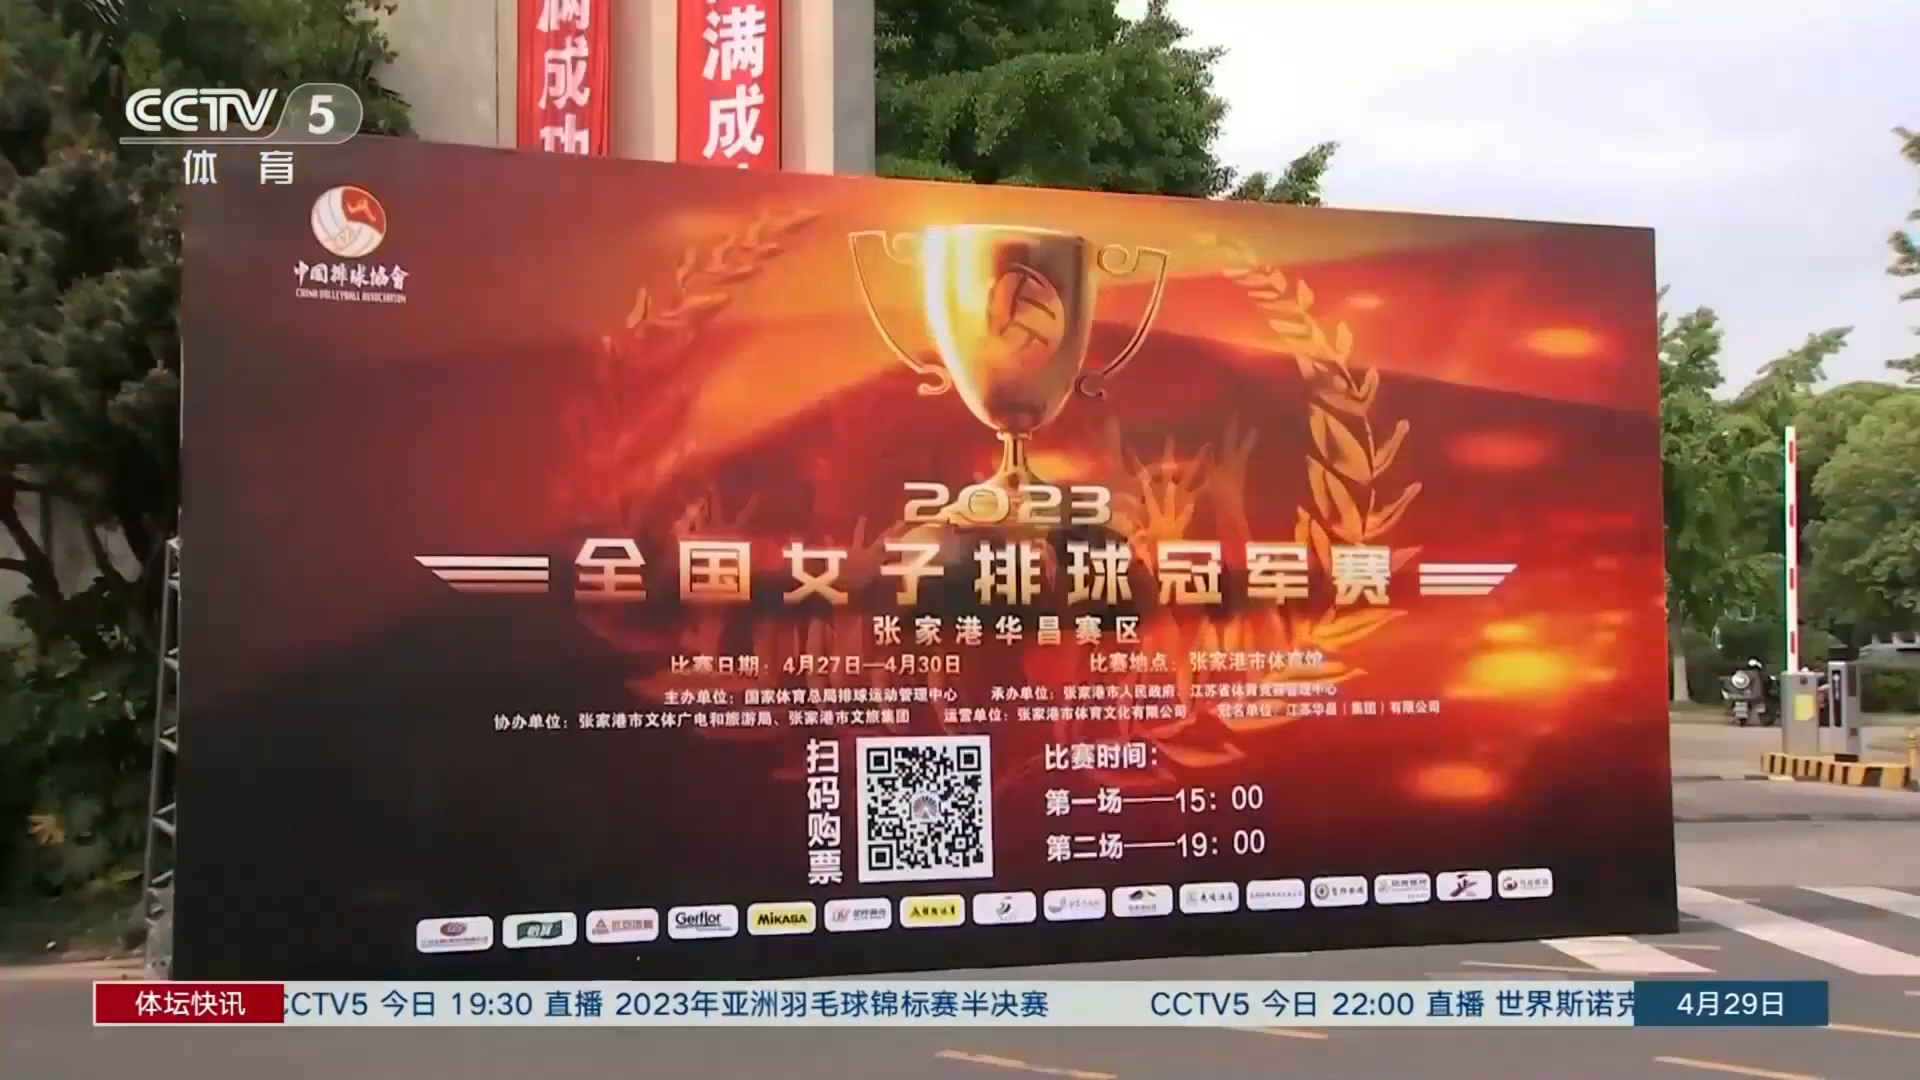 满成功
满成
CCTV 5
体育
中国排球协会
CHINA VOLLEYBALL ASSOCIATION
2023
全国女子排球冠军赛
张家港华昌赛区
比赛日期：4月27日—4月30日 比赛地点：张家港市体育馆
主办单位：国家体育总局排球运动管理中心 承办单位：张家港市人民政府、江苏省体育竞赛管理中心
协办单位：张家港市文体广电和旅游局、张家港市文旅集团 运营单位：张家港市体育文化有限公司 冠名单位：江苏华昌（集团）有限公司
扫码购票
比赛时间：
第一场——15：00
第二场——19：00
Gerflor
MIKASA
体坛快讯 CCTV5 今日 19:30 直播 2023年亚洲羽毛球锦标赛半决赛 CCTV5 今日 22:00 直播 世界斯诺克 4月29日